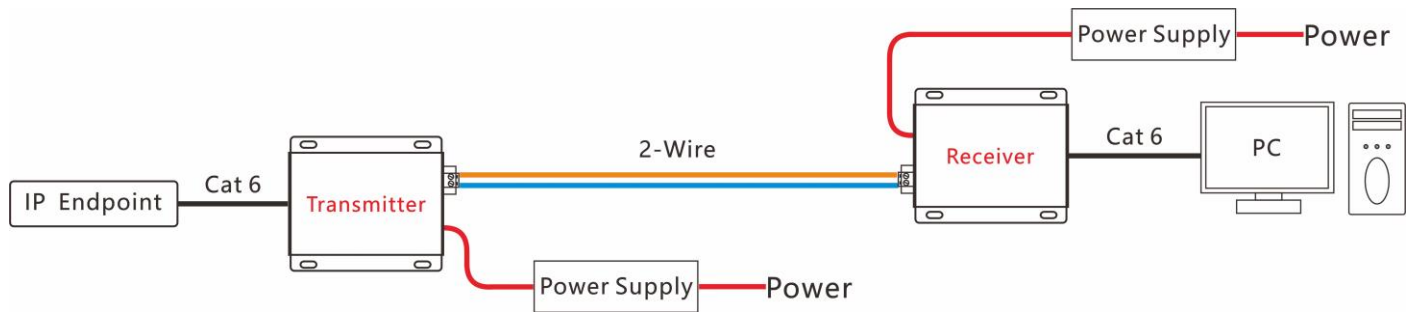 Power Supply
Power
2-Wire
Cat 6
PC
Receiver
Cat 6
IP Endpoint
Transmitter
Power Supply
Power